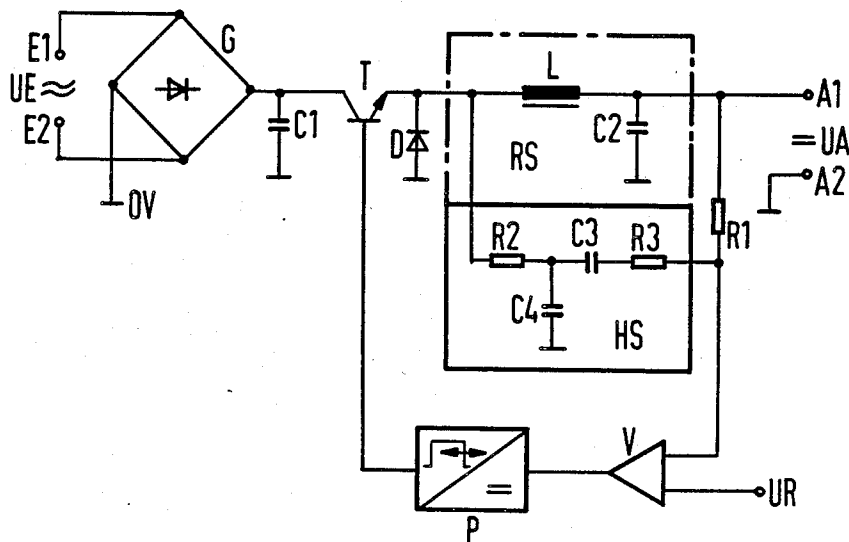 E1
UE ≈
E2
G
0V
C1
T
D
L
RS
C2
A1
= UA
A2
R1
R2
C3
R3
C4
HS
V
UR
P
=